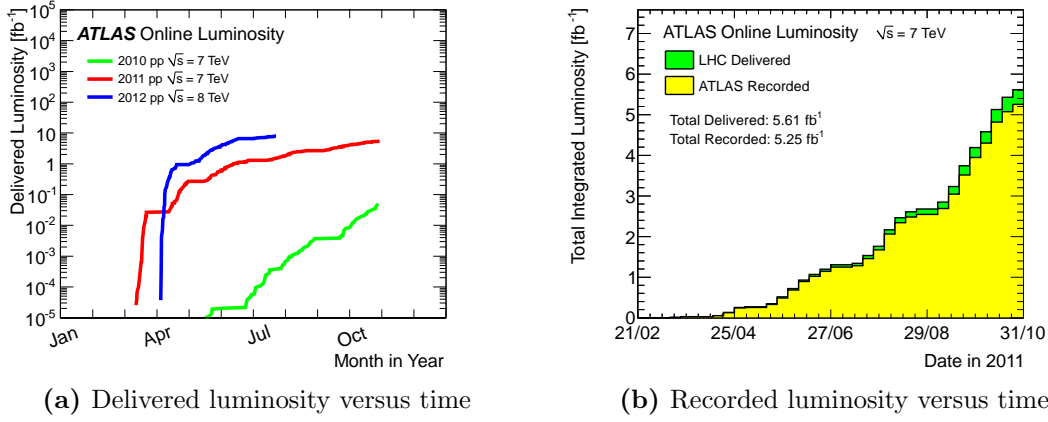 Delivered Luminosity [fb⁻¹]
10⁵
10⁴
10³
10²
10
1
10⁻¹
10⁻²
10⁻³
10⁻⁴
10⁻⁵
ATLAS Online Luminosity
2010 pp √s = 7 TeV
2011 pp √s = 7 TeV
2012 pp √s = 8 TeV
Jan Apr Jul Oct
Month in Year
(a) Delivered luminosity versus time
Total Integrated Luminosity [fb⁻¹]
7
6
5
4
3
2
1
0
ATLAS Online Luminosity √s = 7 TeV
LHC Delivered
ATLAS Recorded
Total Delivered: 5.61 fb⁻¹
Total Recorded: 5.25 fb⁻¹
21/02 25/04 27/06 29/08 31/10
Date in 2011
(b) Recorded luminosity versus time